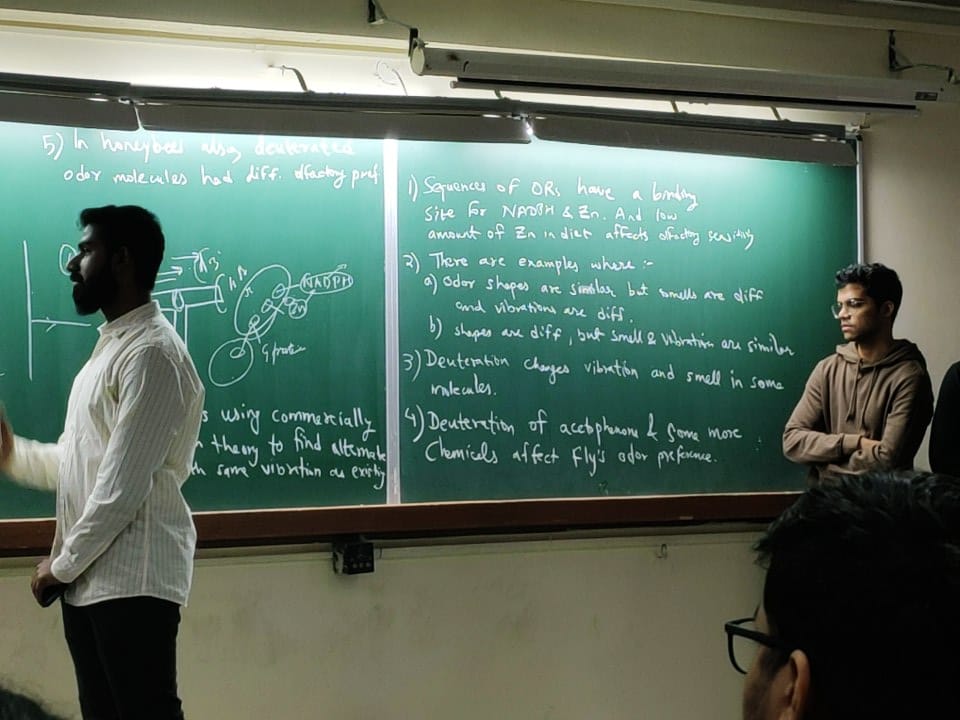 5) In honeybees also deuterated
odor molecules had diff. olfactory pref.
NADPH
Zn
G protein
s using commercially
theory to find alternate
same vibration as existing
1) Sequences of ORs have a binding
site for NADPH & Zn. And low
amount of Zn in diet affects olfactory sensitivity
2) There are examples where :-
a) Odor shapes are similar but smells are diff
and vibrations are diff.
b) shapes are diff, but smell & vibration are similar
3) Deuteration changes vibration and smell in some
molecules.
4) Deuteration of acetophenone & some more
Chemicals affect Fly's odor preference.